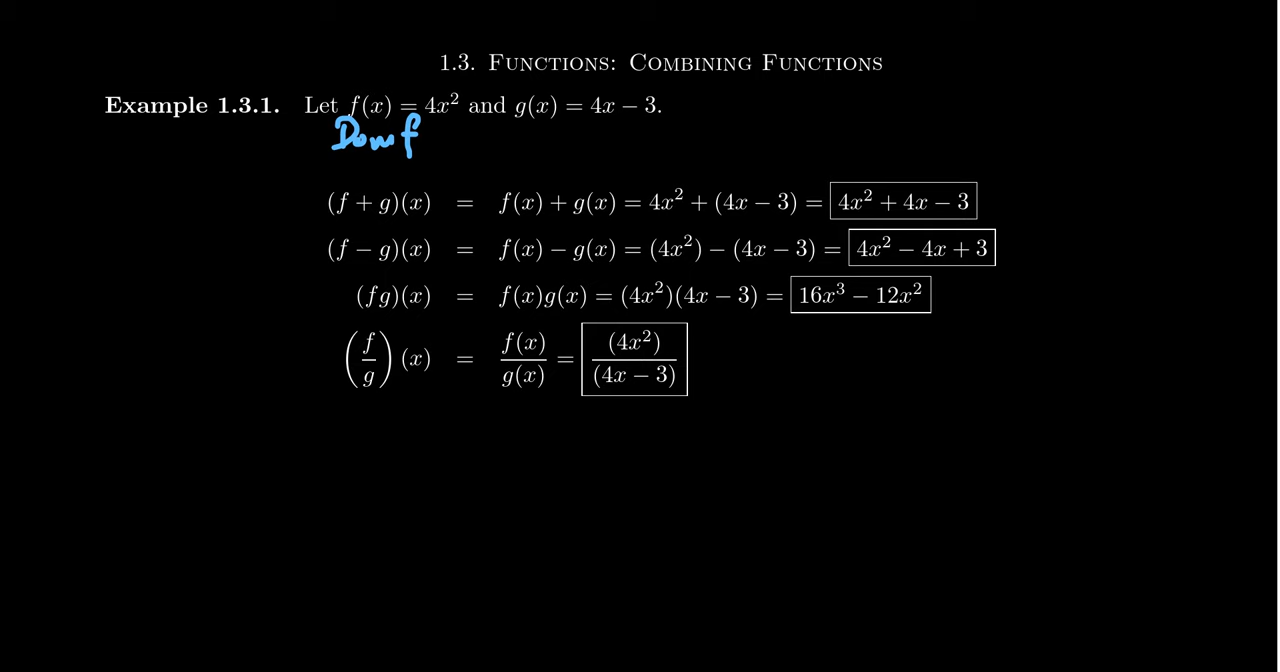 1.3. Functions: Combining Functions
Example 1.3.1. Let f(x) = 4x² and g(x) = 4x − 3.
Dom f
(f + g)(x) = f(x) + g(x) = 4x² + (4x − 3) = 4x² + 4x − 3
(f − g)(x) = f(x) − g(x) = (4x²) − (4x − 3) = 4x² − 4x + 3
(fg)(x) = f(x)g(x) = (4x²)(4x − 3) = 16x³ − 12x²
(f/g)(x) = f(x)/g(x) = (4x²)/(4x − 3)